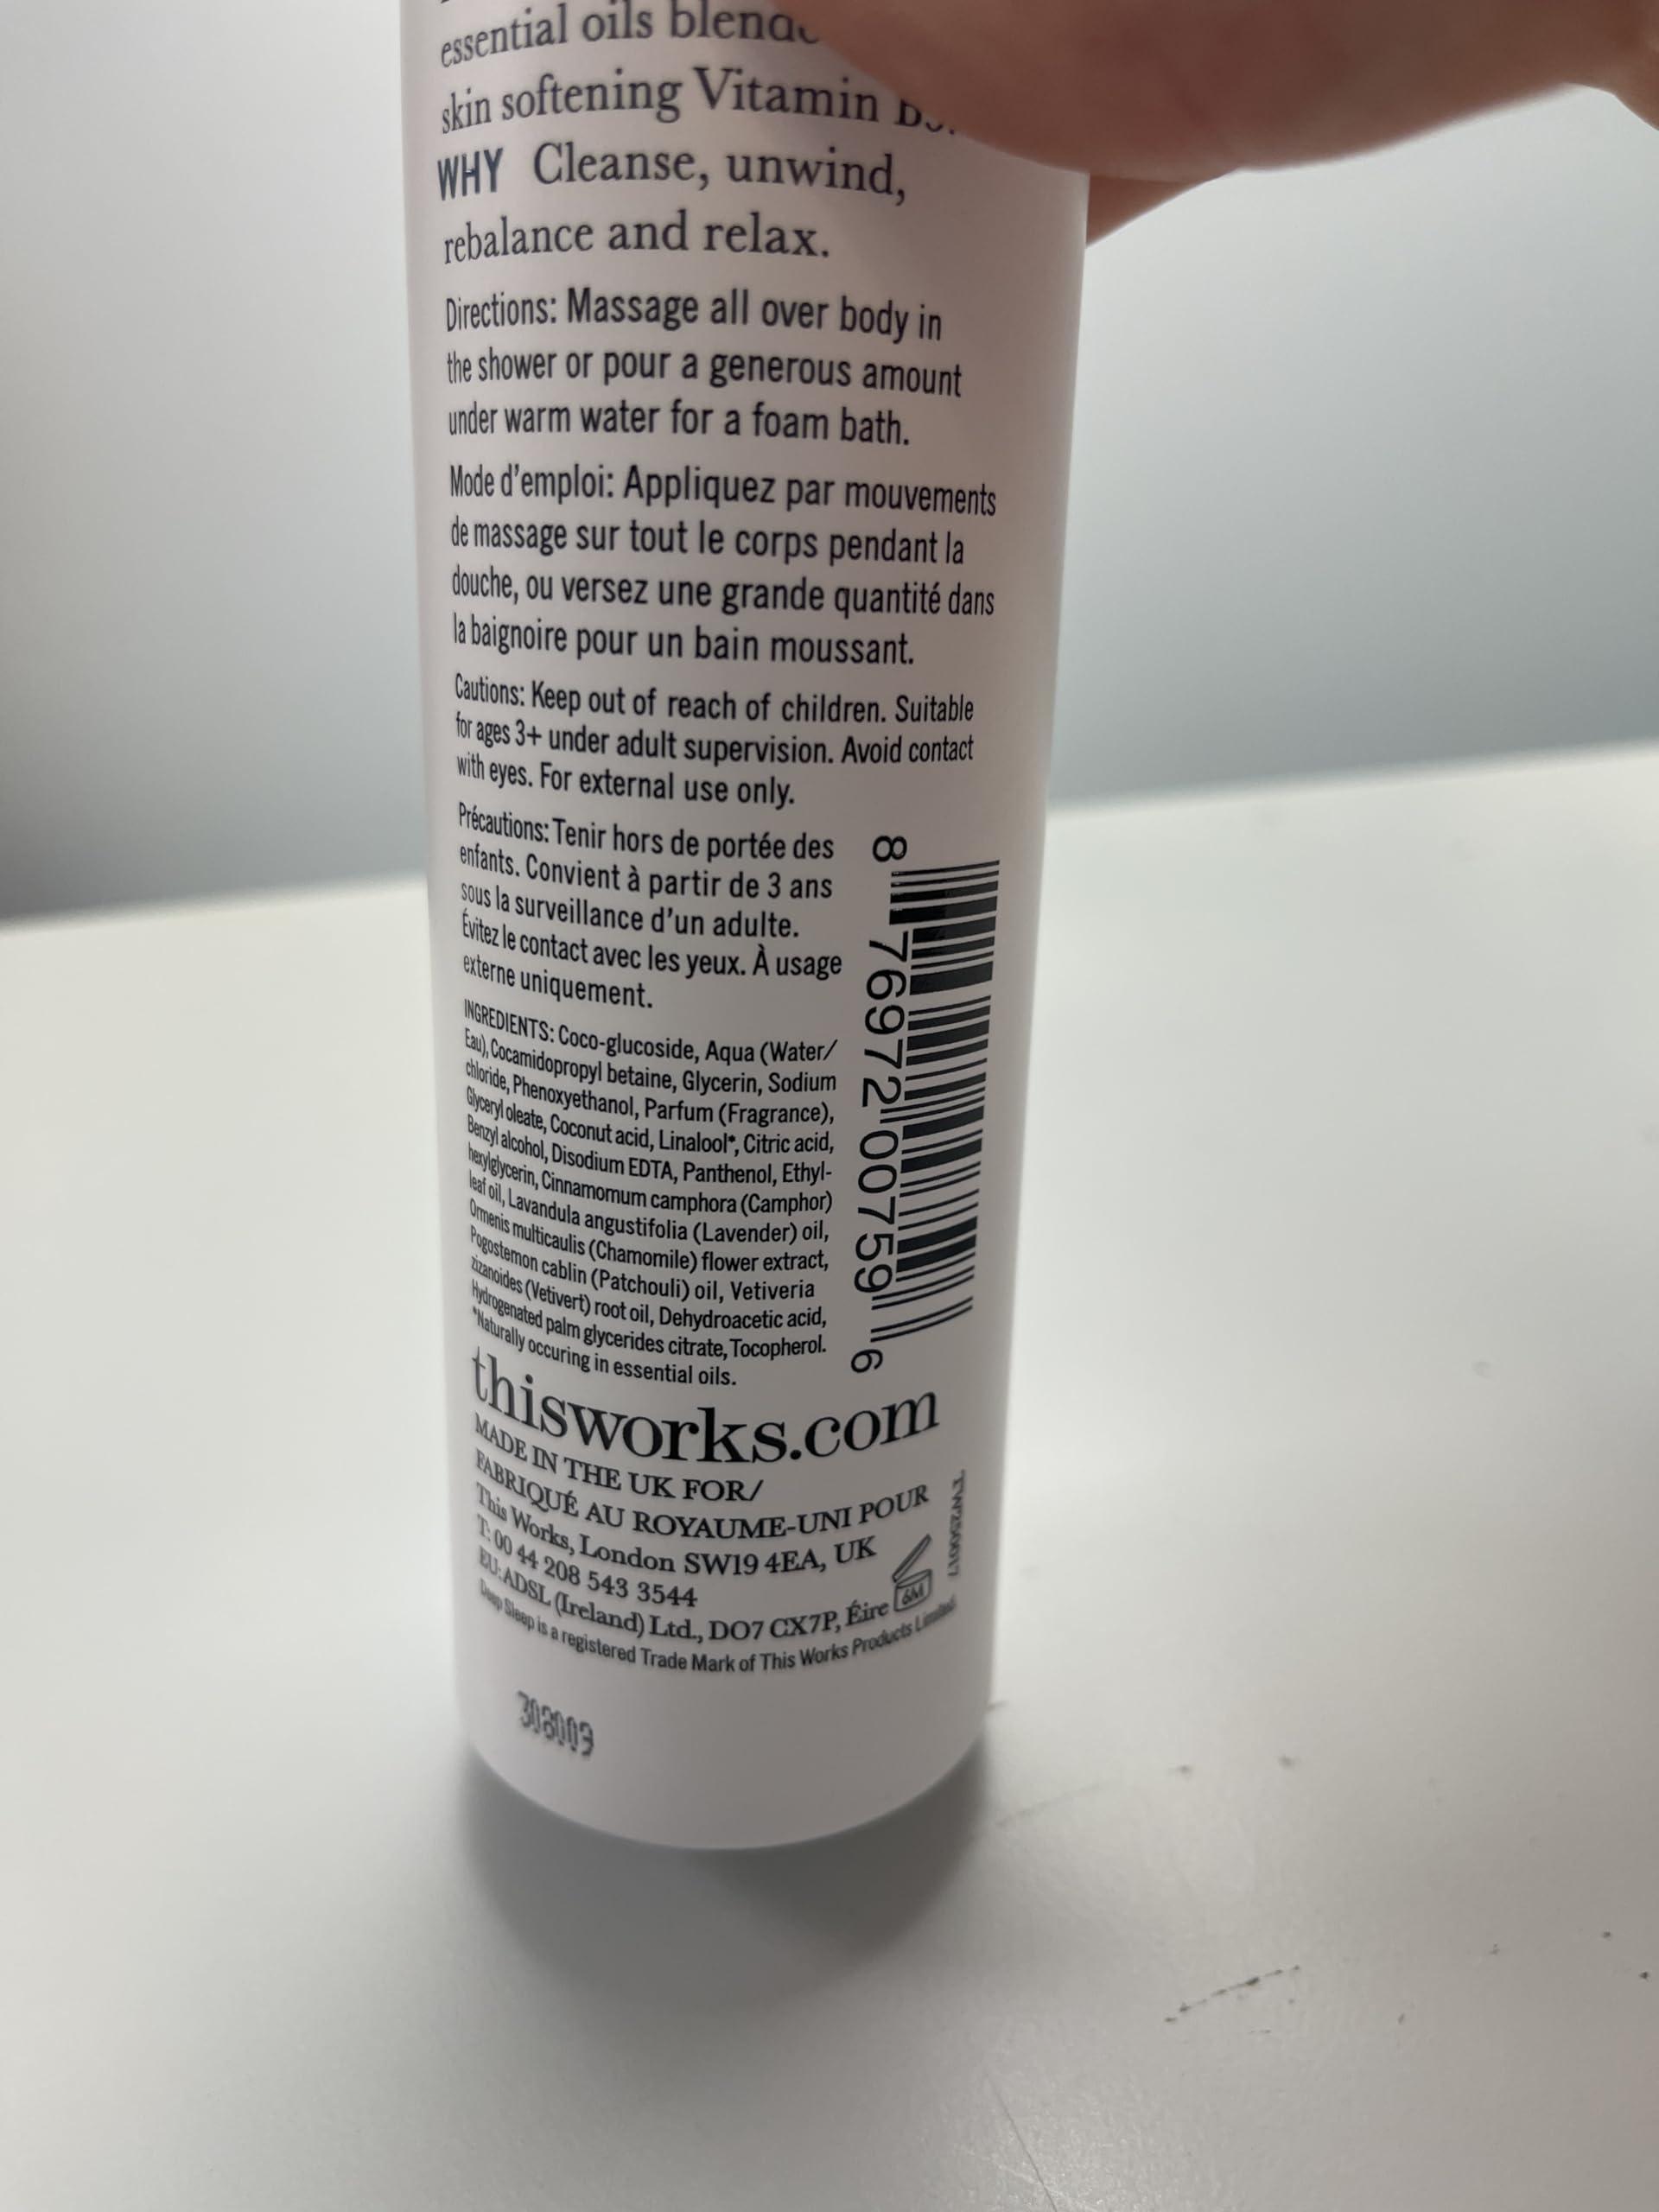 essential oils
skin softening Vitamin
WHY Cleanse, unwind,
rebalance and relax.
Directions: Massage all over body in
the shower or pour a generous amount
under warm water for a foam bath.
Mode d'emploi: Appliquez par mouvements
de massage sur tout le corps pendant la
douche, ou versez une grande quantité dans
la baignoire pour un bain moussant.
Cautions: Keep out of reach of children. Suitable
for ages 3+ under adult supervision. Avoid contact
with eyes. For external use only.
Précautions: Tenir hors de portée des
enfants. Convient à partir de 3 ans
sous la surveillance d'un adulte.
Évitez le contact avec les yeux. À usage
externe uniquement.
INGREDIENTS: Coco-glucoside, Aqua (Water/
Eau), Cocamidopropyl betaine, Glycerin, Sodium
chloride, Phenoxyethanol, Parfum (Fragrance),
Glyceryl oleate, Coconut acid, Linalool*, Citric acid,
Benzyl alcohol, Disodium EDTA, Panthenol, Ethyl-
hexylglycerin, Cinnamomum camphora (Camphor)
leaf oil, Lavandula angustifolia (Lavender) oil,
Ormenis multicaulis (Chamomile) flower extract,
Pogostemon cablin (Patchouli) oil, Vetiveria
zizanoides (Vetivert) root oil, Dehydroacetic acid,
Hydrogenated palm glycerides citrate, Tocopherol.
*Naturally occuring in essential oils.
8 76972 00759 6
thisworks.com
MADE IN THE UK FOR/
FABRIQUÉ AU ROYAUME-UNI POUR
This Works, London SW19 4EA, UK
T: 00 44 208 543 3544
EU: ADSL (Ireland) Ltd., DO7 CX7P, Éire
6M
TW250017
Deep Sleep is a registered Trade Mark of This Works Products Limited.
308009